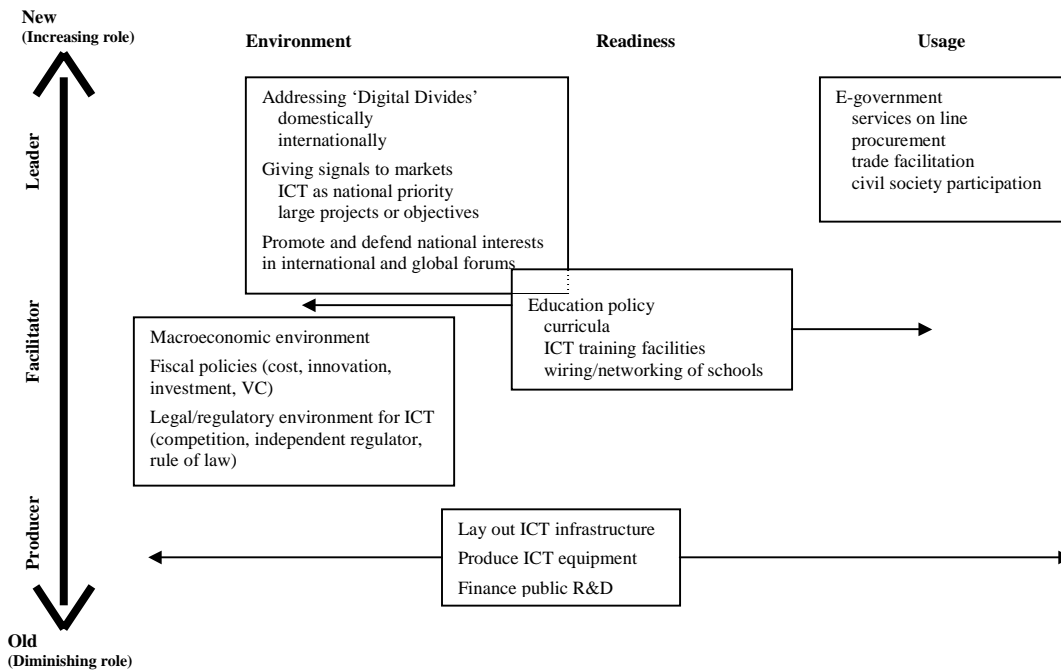 New
(Increasing role)
Environment
Readiness
Usage
Leader
Addressing ‘Digital Divides’
domestically
internationally
Giving signals to markets
ICT as national priority
large projects or objectives
Promote and defend national interests
in international and global forums
E-government
services on line
procurement
trade facilitation
civil society participation
Facilitator
Macroeconomic environment
Fiscal policies (cost, innovation,
investment, VC)
Legal/regulatory environment for ICT
(competition, independent regulator,
rule of law)
Education policy
curricula
ICT training facilities
wiring/networking of schools
Producer
Lay out ICT infrastructure
Produce ICT equipment
Finance public R&D
Old
(Diminishing role)